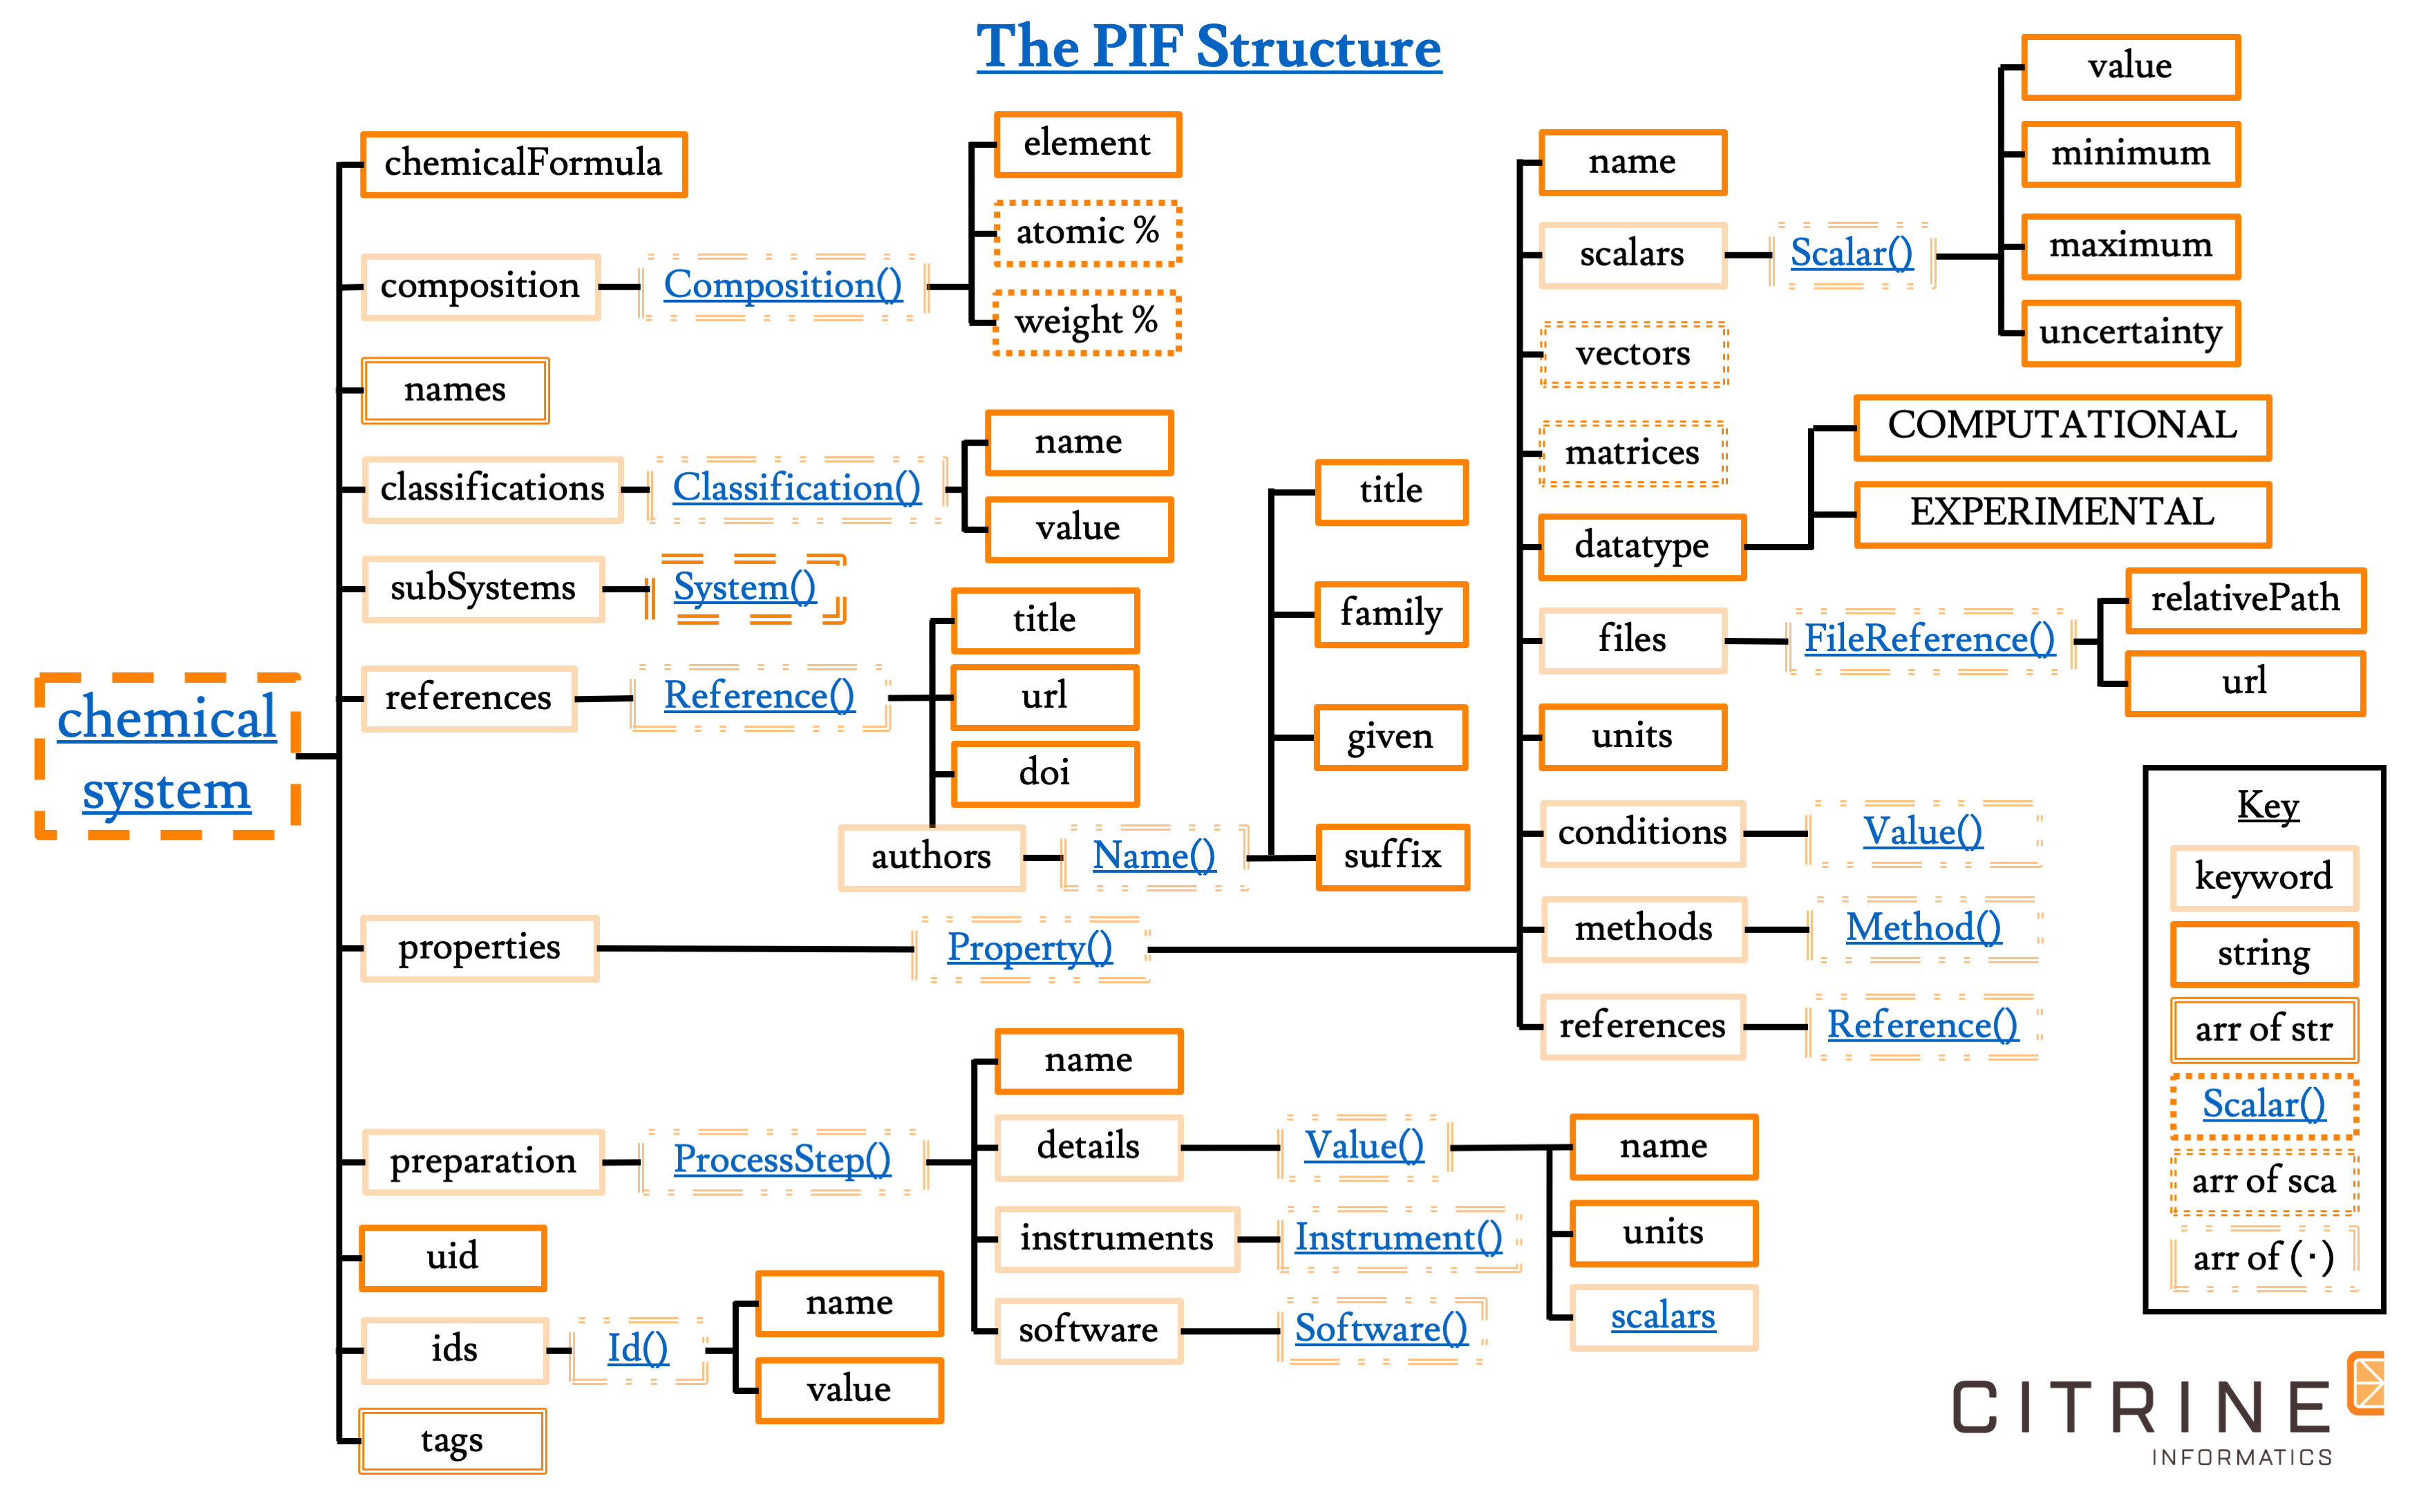 The PIF Structure
chemical
system
chemicalFormula
composition
Composition()
element
atomic %
weight %
names
classifications
Classification()
name
value
subSystems
System()
references
Reference()
title
url
doi
authors
Name()
title
family
given
suffix
properties
Property()
name
scalars
Scalar()
value
minimum
maximum
uncertainty
vectors
matrices
datatype
COMPUTATIONAL
EXPERIMENTAL
files
FileReference()
relativePath
url
units
conditions
Value()
methods
Method()
references
Reference()
preparation
ProcessStep()
name
details
Value()
name
units
scalars
instruments
Instrument()
software
Software()
uid
ids
Id()
name
value
tags
Key
keyword
string
arr of str
Scalar()
arr of sca
arr of (·)
CITRINE
INFORMATICS